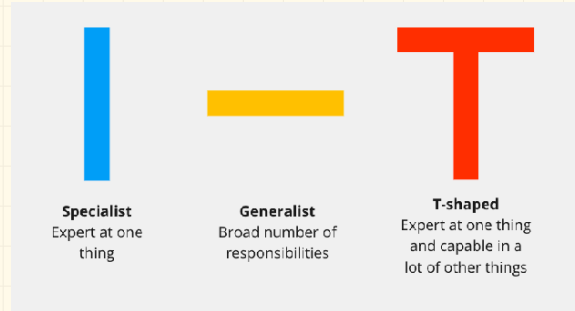 Specialist
Expert at one
thing
Generalist
Broad number of
responsibilities
T-shaped
Expert at one thing
and capable in a
lot of other things